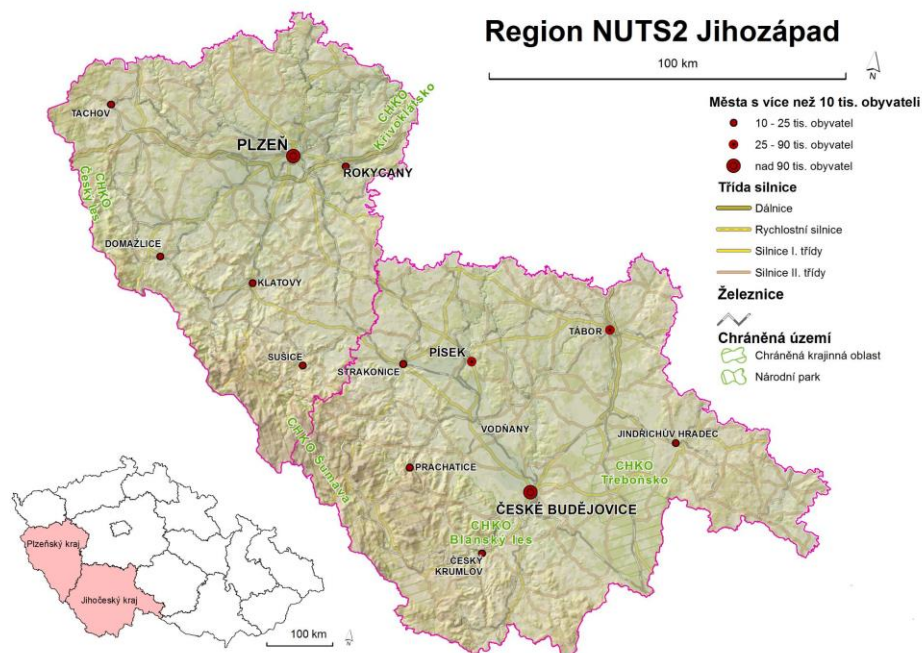 Region NUTS2 Jihozápad
100 km
N
Města s více než 10 tis. obyvateli
10 - 25 tis. obyvatel
25 - 90 tis. obyvatel
nad 90 tis. obyvatel
Třída silnice
Dálnice
Rychlostní silnice
Silnice I. třídy
Silnice II. třídy
Železnice
Chráněné území
Chráněná krajinná oblast
Národní park
TACHOV
PLZEŇ
CHKO
Křivoklátsko
ROKYCANY
CHKO
Český les
DOMAŽLICE
KLATOVY
SUŠICE
STRAKONICE
PÍSEK
TÁBOR
VODŇANY
JINDŘICHŮV HRADEC
CHKO Šumava
PRACHATICE
CHKO
Třeboňsko
ČESKÉ BUDĚJOVICE
CHKO
Blanský les
ČESKÝ
KRUMLOV
Plzeňský kraj
Jihočeský kraj
100 km
N